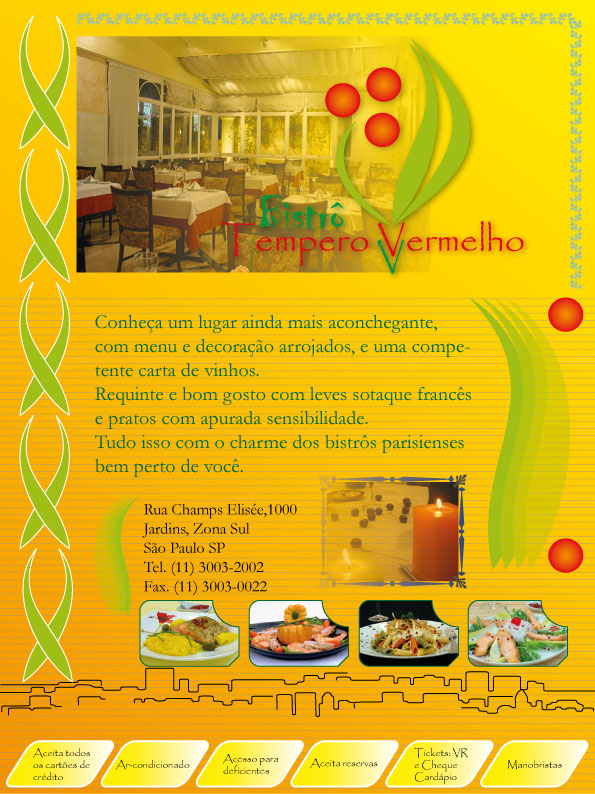 Bistrô
Tempero Vermelho
Conheça um lugar ainda mais aconchegante,
com menu e decoração arrojados, e uma compe-
tente carta de vinhos.
Requinte e bom gosto com leves sotaque francês
e pratos com apurada sensibilidade.
Tudo isso com o charme dos bistrôs parisienses
bem perto de você.
Rua Champs Elisée,1000
Jardins, Zona Sul
São Paulo SP
Tel. (11) 3003-2002
Fax. (11) 3003-0022
Aceita todos
os cartões de
crédito
Ar-condicionado
Acesso para
deficientes
Aceita reservas
Tickets: VR
e Cheque
Cardápio
Manobristas